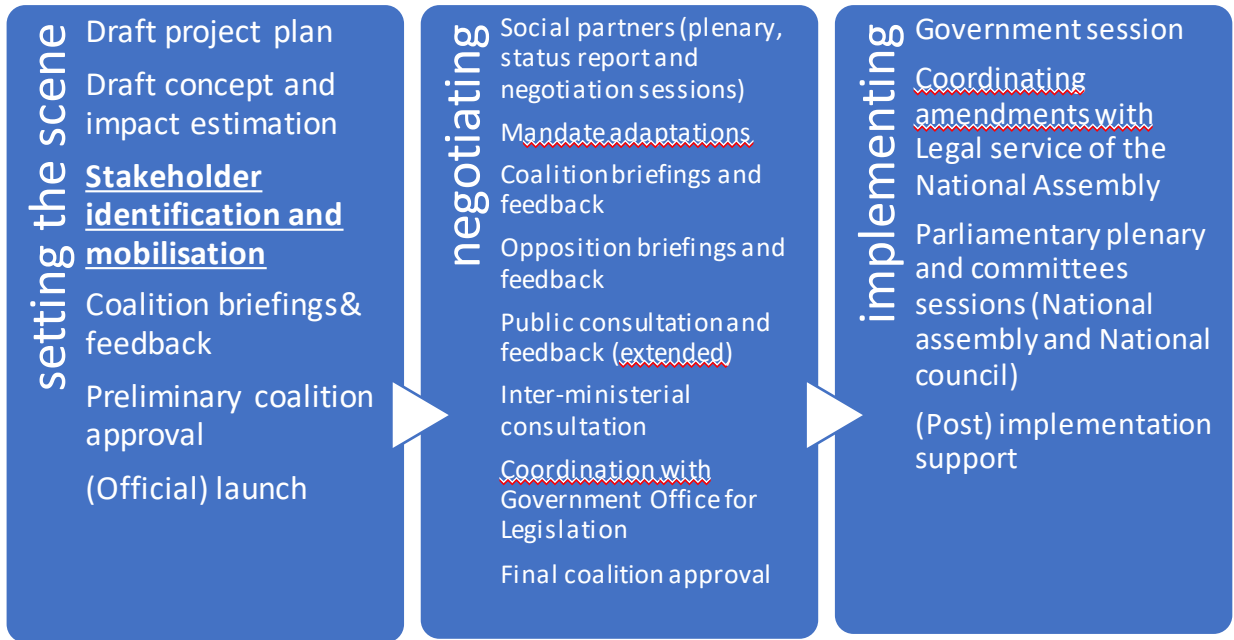 setting the scene
Draft project plan
Draft concept and
impact estimation
Stakeholder
identification and
mobilisation
Coalition briefings&
feedback
Preliminary coalition
approval
(Official) launch
negotiating
Social partners (plenary,
status report and
negotiation sessions)
Mandate adaptations
Coalition briefings and
feedback
Opposition briefings and
feedback
Public consultation and
feedback (extended)
Inter-ministerial
consultation
Coordination with
Government Office for
Legislation
Final coalition approval
implementing
Government session
Coordinating
amendments with
Legal service of the
National Assembly
Parliamentary plenary
and committees
sessions (National
assembly and National
council)
(Post) implementation
support